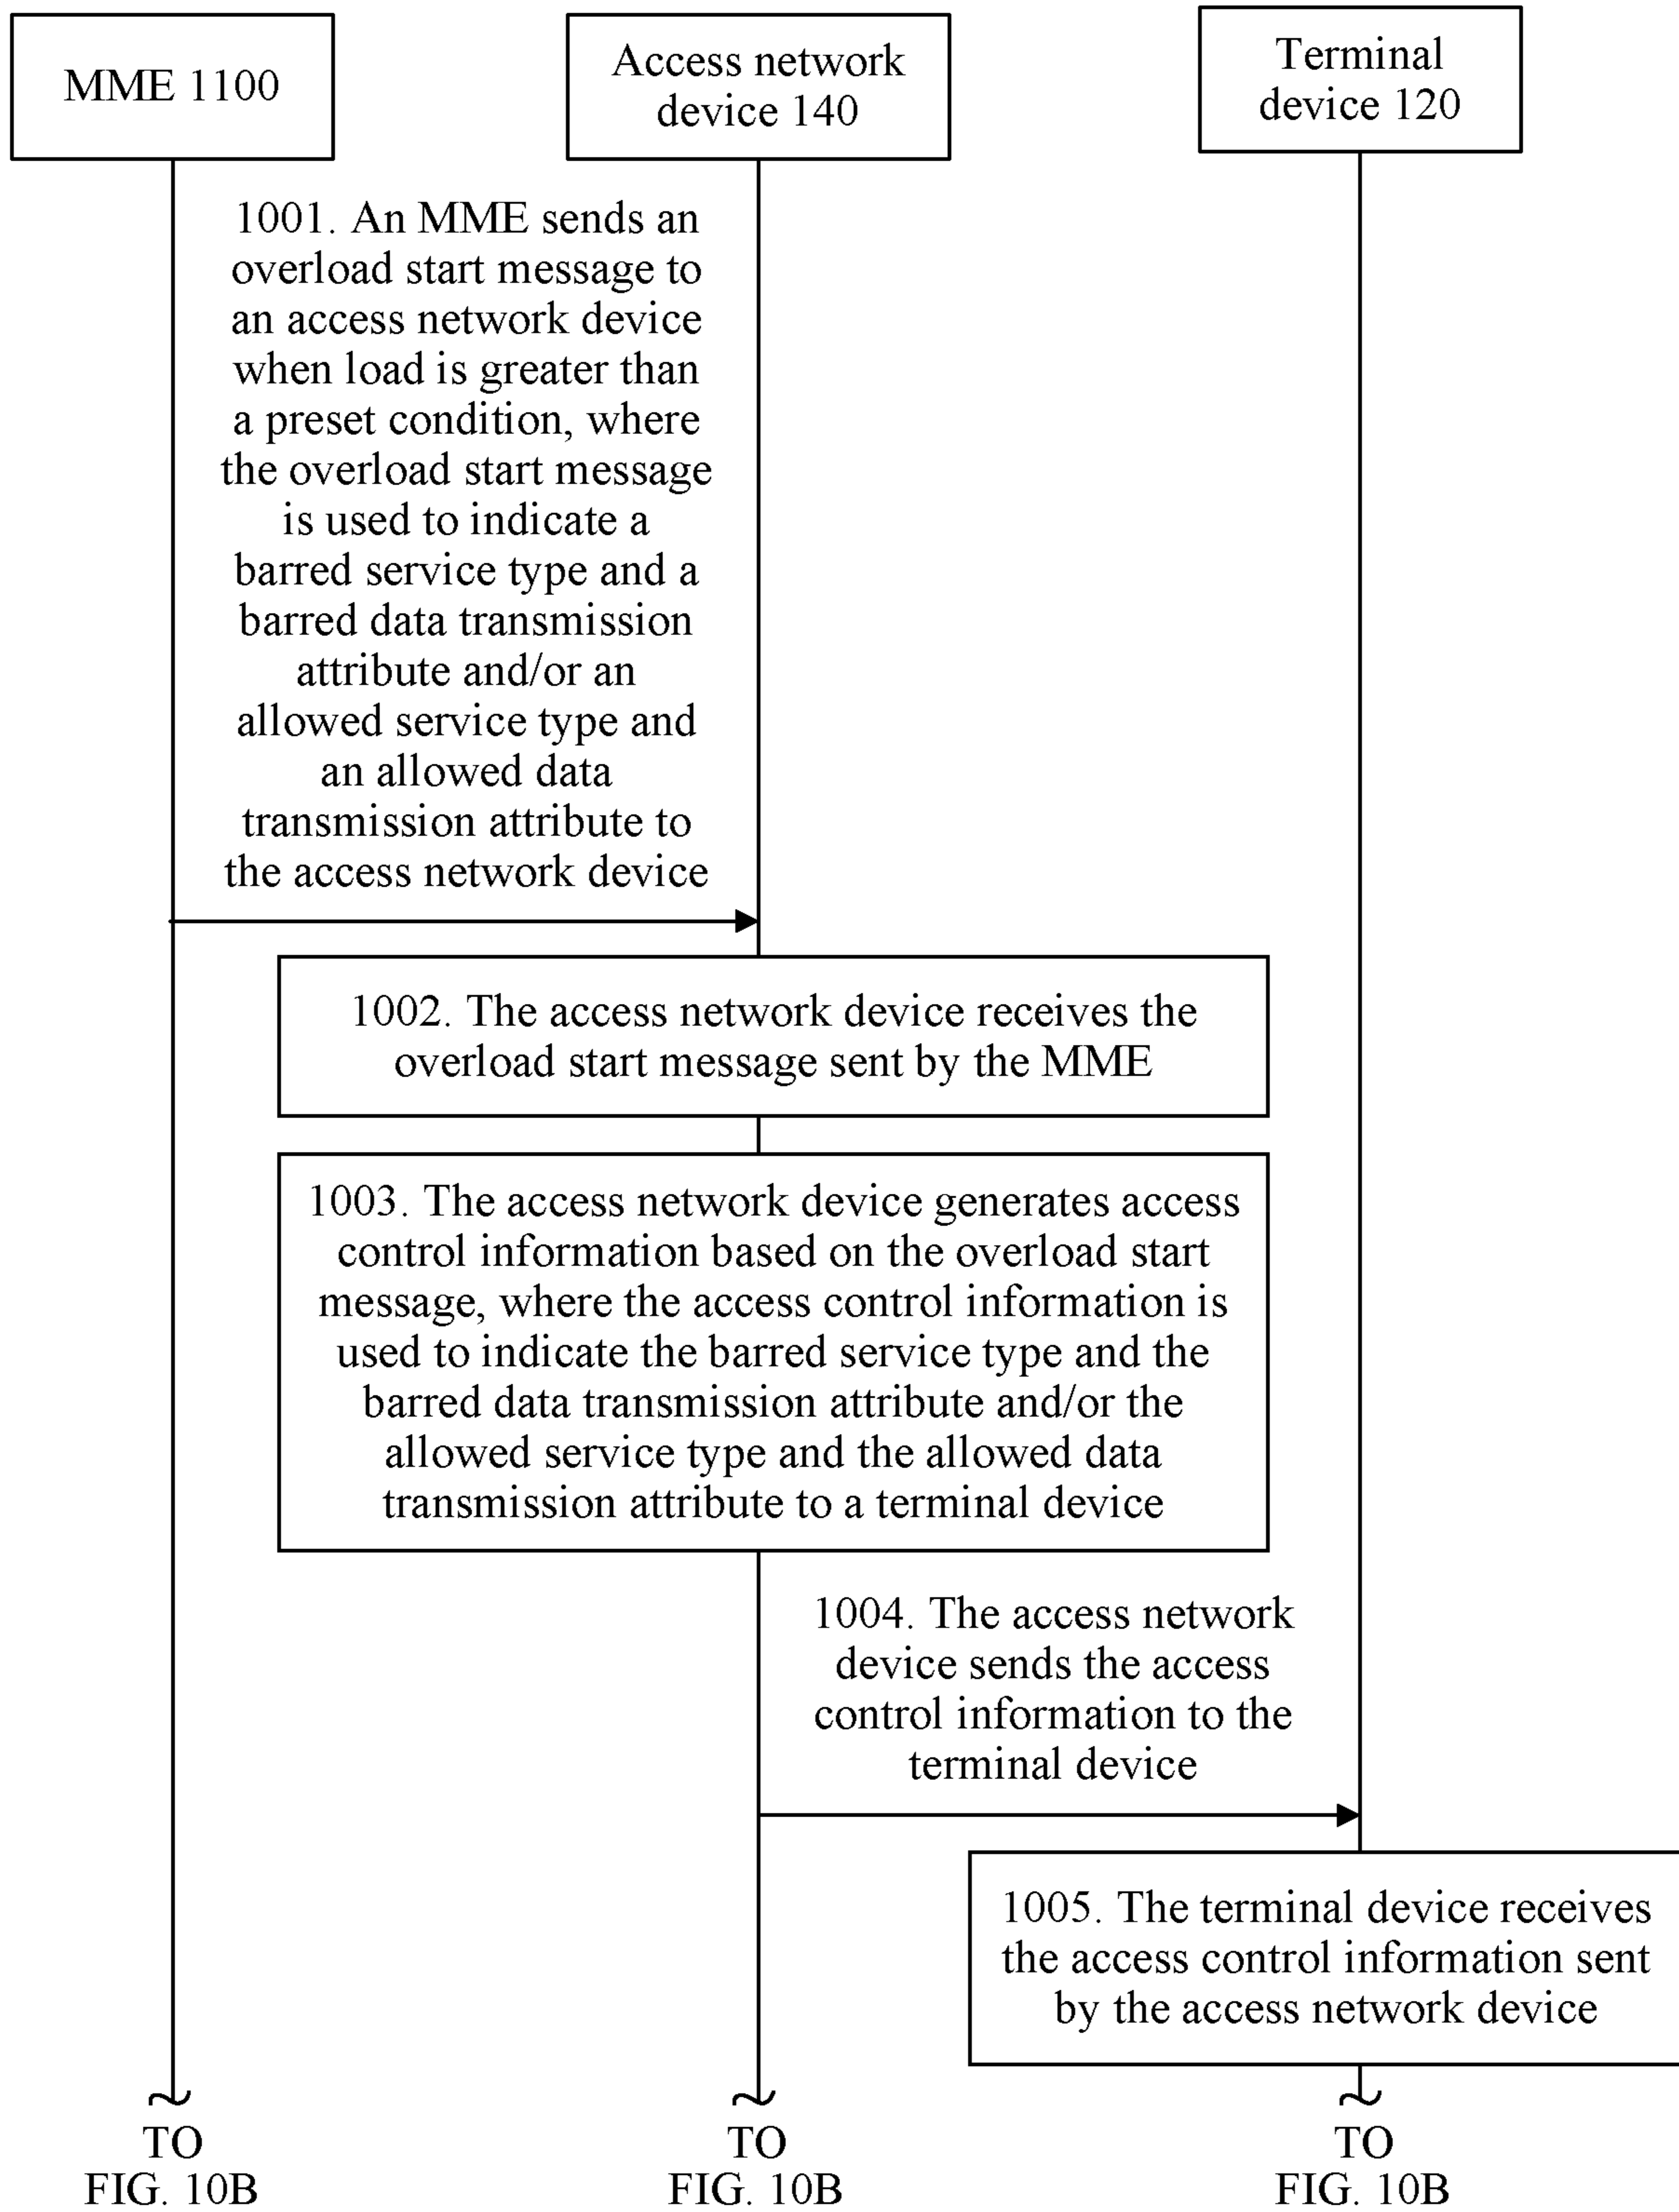 MME 1100
Access network
device 140
Terminal
device 120
1001. An MME sends an
overload start message to
an access network device
when load is greater than
a preset condition, where
the overload start message
is used to indicate a
barred service type and a
barred data transmission
attribute and/or an
allowed service type and
an allowed data
transmission attribute to
the access network device
1002. The access network device receives the
overload start message sent by the MME
1003. The access network device generates access
control information based on the overload start
message, where the access control information is
used to indicate the barred service type and the
barred data transmission attribute and/or the
allowed service type and the allowed data
transmission attribute to a terminal device
1004. The access network
device sends the access
control information to the
terminal device
1005. The terminal device receives
the access control information sent
by the access network device
TO
FIG. 10B
TO
FIG. 10B
TO
FIG. 10B